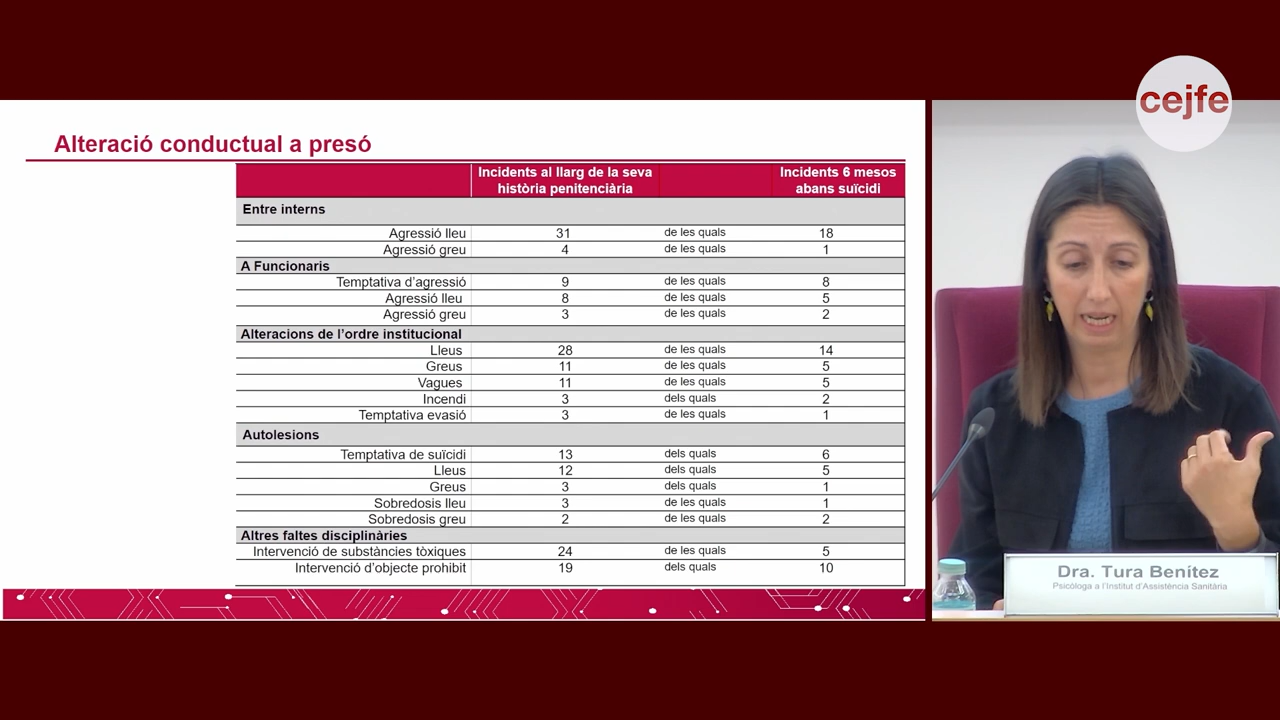 cejfe
Alteració conductual a presó
Incidents al llarg de la seva història penitenciària
Incidents 6 mesos abans suïcidi
Entre interns
Agressió lleu 31 de les quals 18
Agressió greu 4 de les quals 1
A Funcionaris
Temptativa d’agressió 9 de les quals 8
Agressió lleu 8 de les quals 5
Agressió greu 3 de les quals 2
Alteracions de l’ordre institucional
Lleus 28 de les quals 14
Greus 11 de les quals 5
Vagues 11 de les quals 5
Incendi 3 dels quals 2
Temptativa evasió 3 de les quals 1
Autolesions
Temptativa de suïcidi 13 dels quals 6
Lleus 12 dels quals 5
Greus 3 dels quals 1
Sobredosis lleu 3 de les quals 1
Sobredosis greu 2 de les quals 2
Altres faltes disciplinàries
Intervenció de substàncies tòxiques 24 de les quals 5
Intervenció d’objecte prohibit 19 dels quals 10
Dra. Tura Benítez
Psicòloga a l’Institut d’Assistència Sanitària